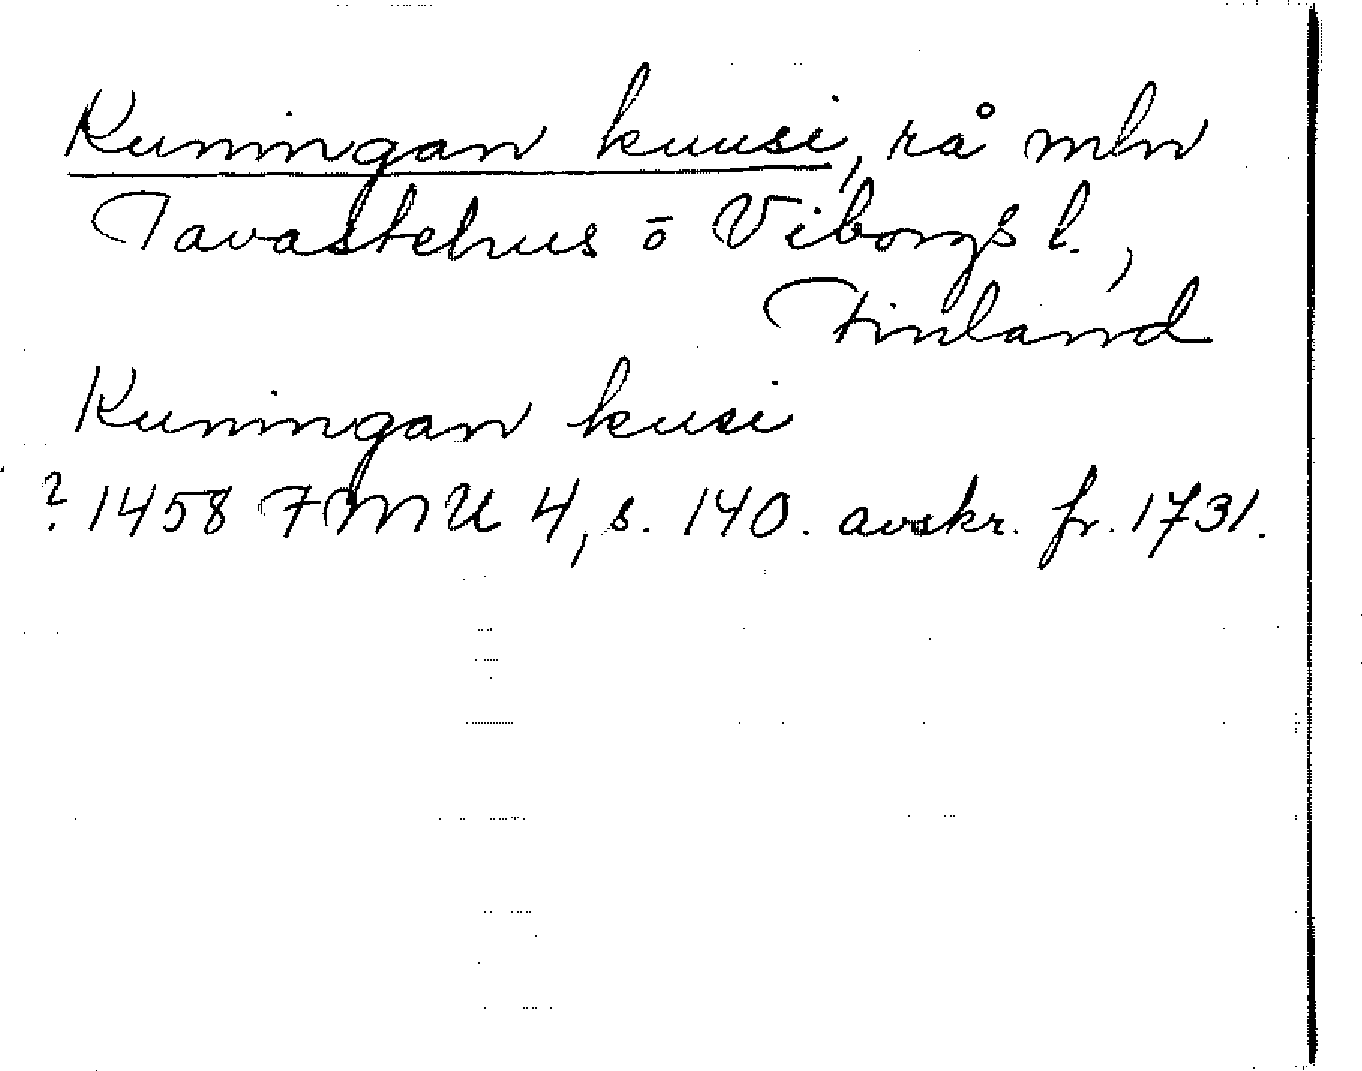 Kuningan kuusi, rå mln
Tavastehus ō Viborgs l.,
Finland
Kuningan kusi
? 1458 FMU 4, s. 140. avskr. fr. 1731.